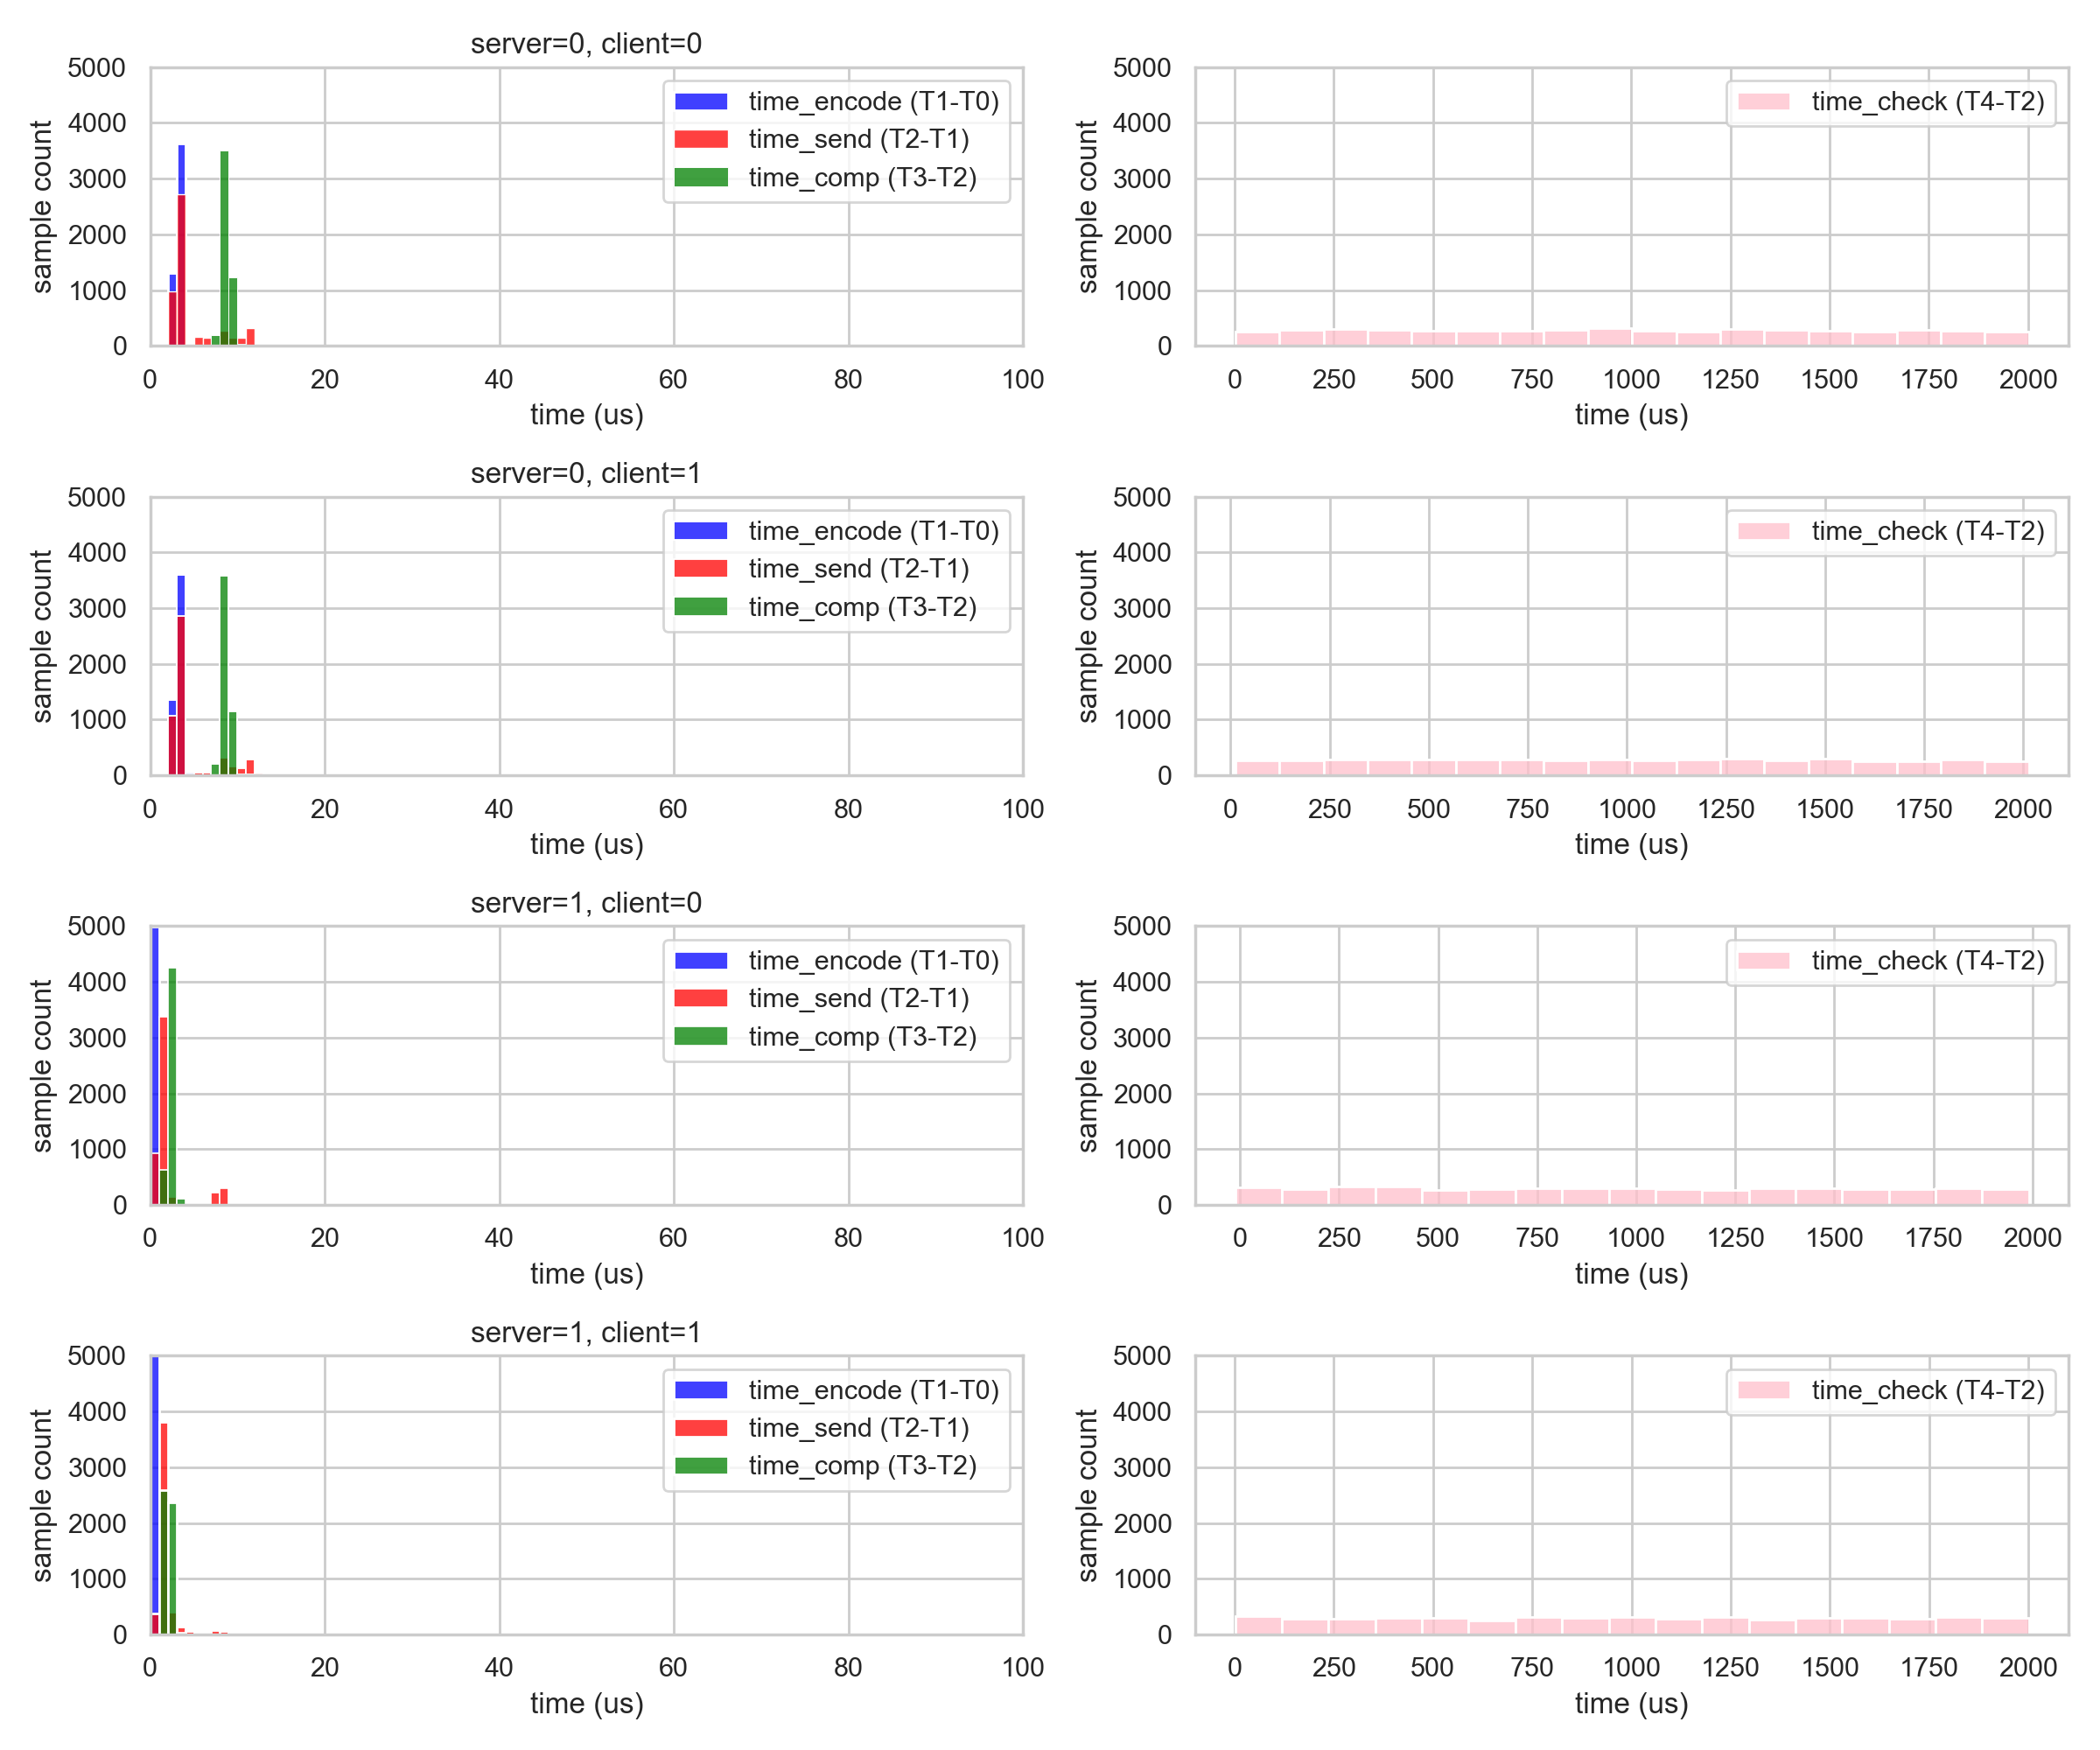 server=0, client=0
5000
4000
3000
2000
1000
0
sample count
time_encode (T1-T0)
time_send (T2-T1)
time_comp (T3-T2)
0 20 40 60 80 100
time (us)
5000
4000
3000
2000
1000
0
sample count
time_check (T4-T2)
0 250 500 750 1000 1250 1500 1750 2000
time (us)
server=0, client=1
5000
4000
3000
2000
1000
0
sample count
time_encode (T1-T0)
time_send (T2-T1)
time_comp (T3-T2)
0 20 40 60 80 100
time (us)
5000
4000
3000
2000
1000
0
sample count
time_check (T4-T2)
0 250 500 750 1000 1250 1500 1750 2000
time (us)
server=1, client=0
5000
4000
3000
2000
1000
0
sample count
time_encode (T1-T0)
time_send (T2-T1)
time_comp (T3-T2)
0 20 40 60 80 100
time (us)
5000
4000
3000
2000
1000
0
sample count
time_check (T4-T2)
0 250 500 750 1000 1250 1500 1750 2000
time (us)
server=1, client=1
5000
4000
3000
2000
1000
0
sample count
time_encode (T1-T0)
time_send (T2-T1)
time_comp (T3-T2)
0 20 40 60 80 100
time (us)
5000
4000
3000
2000
1000
0
sample count
time_check (T4-T2)
0 250 500 750 1000 1250 1500 1750 2000
time (us)